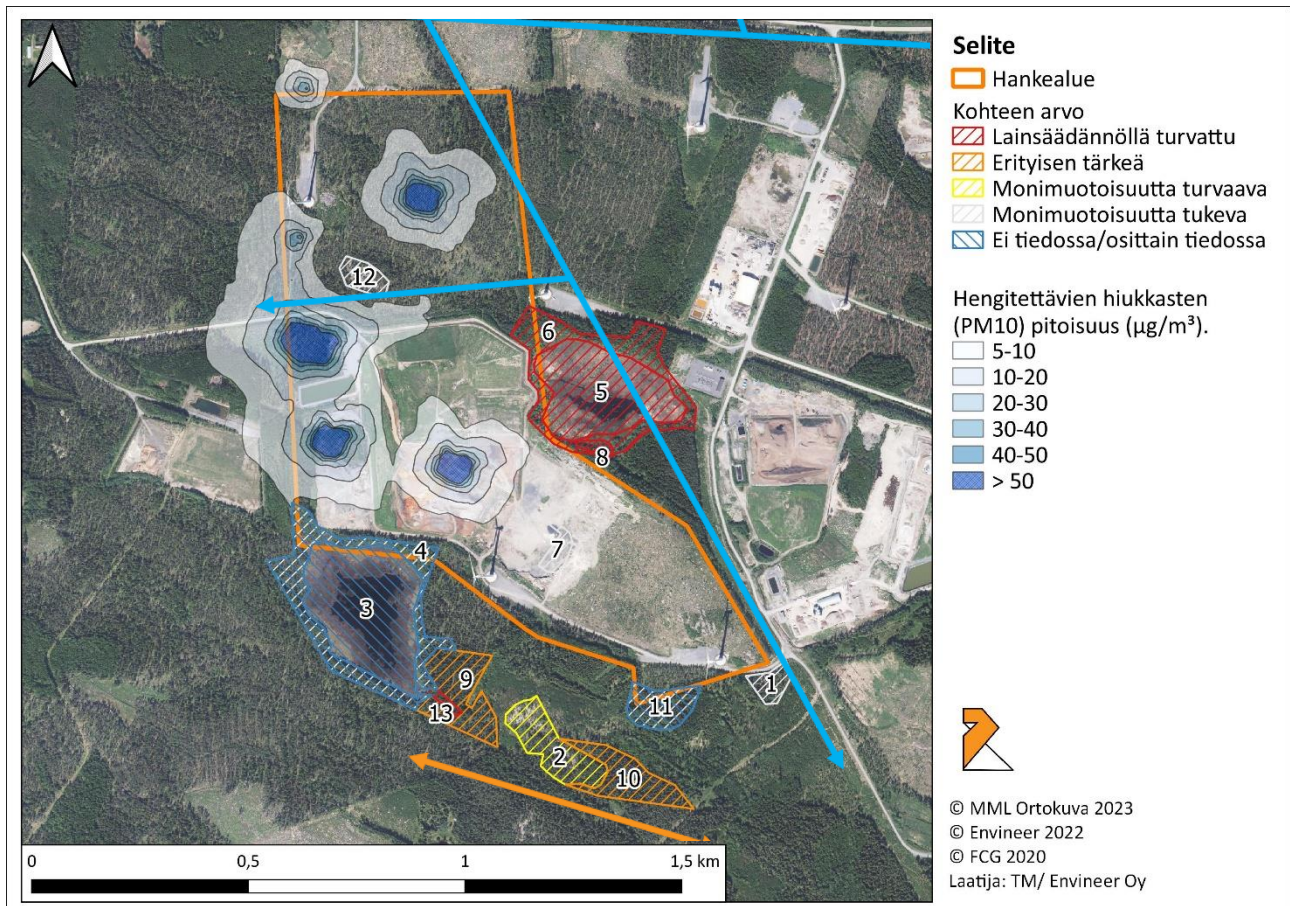 Selite
Hankealue
Kohteen arvo
Lainsäädännöllä turvattu
Erityisen tärkeä
Monimuotoisuutta turvaava
Monimuotoisuutta tukeva
Ei tiedossa/osittain tiedossa
Hengitettävien hiukkasten
(PM10) pitoisuus (µg/m³).
5-10
10-20
20-30
30-40
40-50
> 50
12
6
5
8
7
4
3
9
13
11
1
2
10
© MML Ortokuva 2023
© Envineer 2022
© FCG 2020
Laatija: TM/ Envineer Oy
0 0,5 1 1,5 km